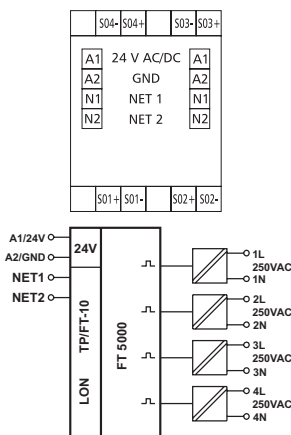 S04- S04+ S03- S03+
A1 24 V AC/DC A1
A2 GND A2
N1 NET 1 N1
N2 NET 2 N2
S01+ S01- S02+ S02-
A1/24V
A2/GND
NET1
NET2
24V
LON TP/FT-10
FT 5000
1L
250VAC
1N
2L
250VAC
2N
3L
250VAC
3N
4L
250VAC
4N